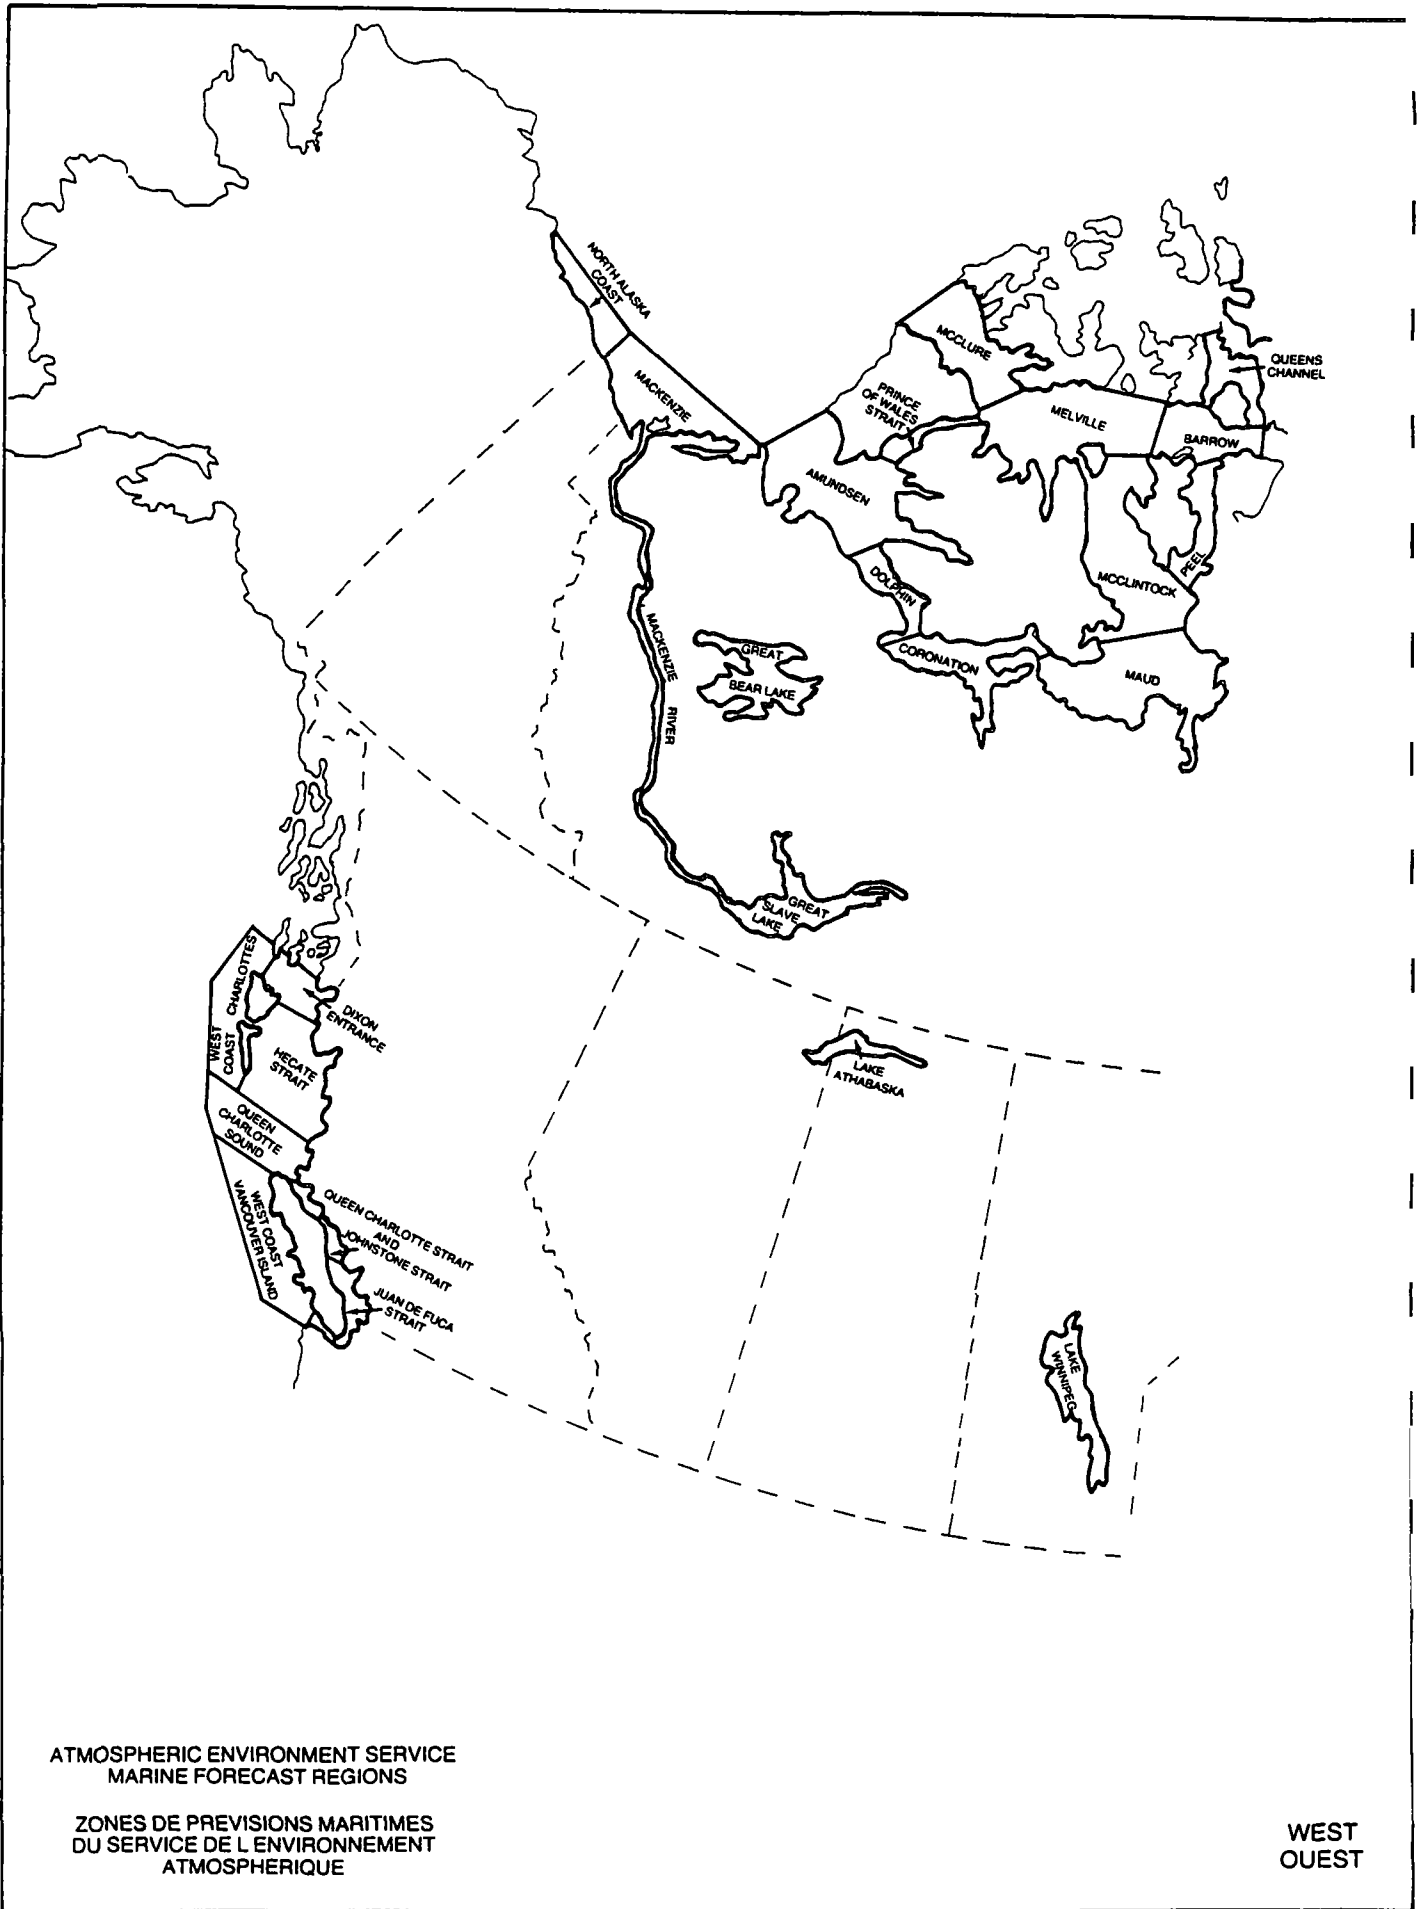 NORTH ALASKA
COAST
MACKENZIE
MCCLURE
PRINCE
OF WALES
STRAIT
MELVILLE
QUEENS
CHANNEL
BARROW
AMUNDSEN
DOLPHIN
PEEL
MCCLINTOCK
CORONATION
MAUD
MACKENZIE RIVER
GREAT
BEAR LAKE
GREAT
SLAVE
LAKE
WEST
COAST
CHARLOTTES
DIXON
ENTRANCE
HECATE
STRAIT
QUEEN
CHARLOTTE
SOUND
WEST COAST
VANCOUVER ISLAND
QUEEN CHARLOTTE STRAIT
AND
JOHNSTONE STRAIT
JUAN DE FUCA
STRAIT
LAKE
ATHABASKA
LAKE
WINNIPEG
ATMOSPHERIC ENVIRONMENT SERVICE
MARINE FORECAST REGIONS
ZONES DE PREVISIONS MARITIMES
DU SERVICE DE L ENVIRONNEMENT
ATMOSPHERIQUE
WEST
OUEST